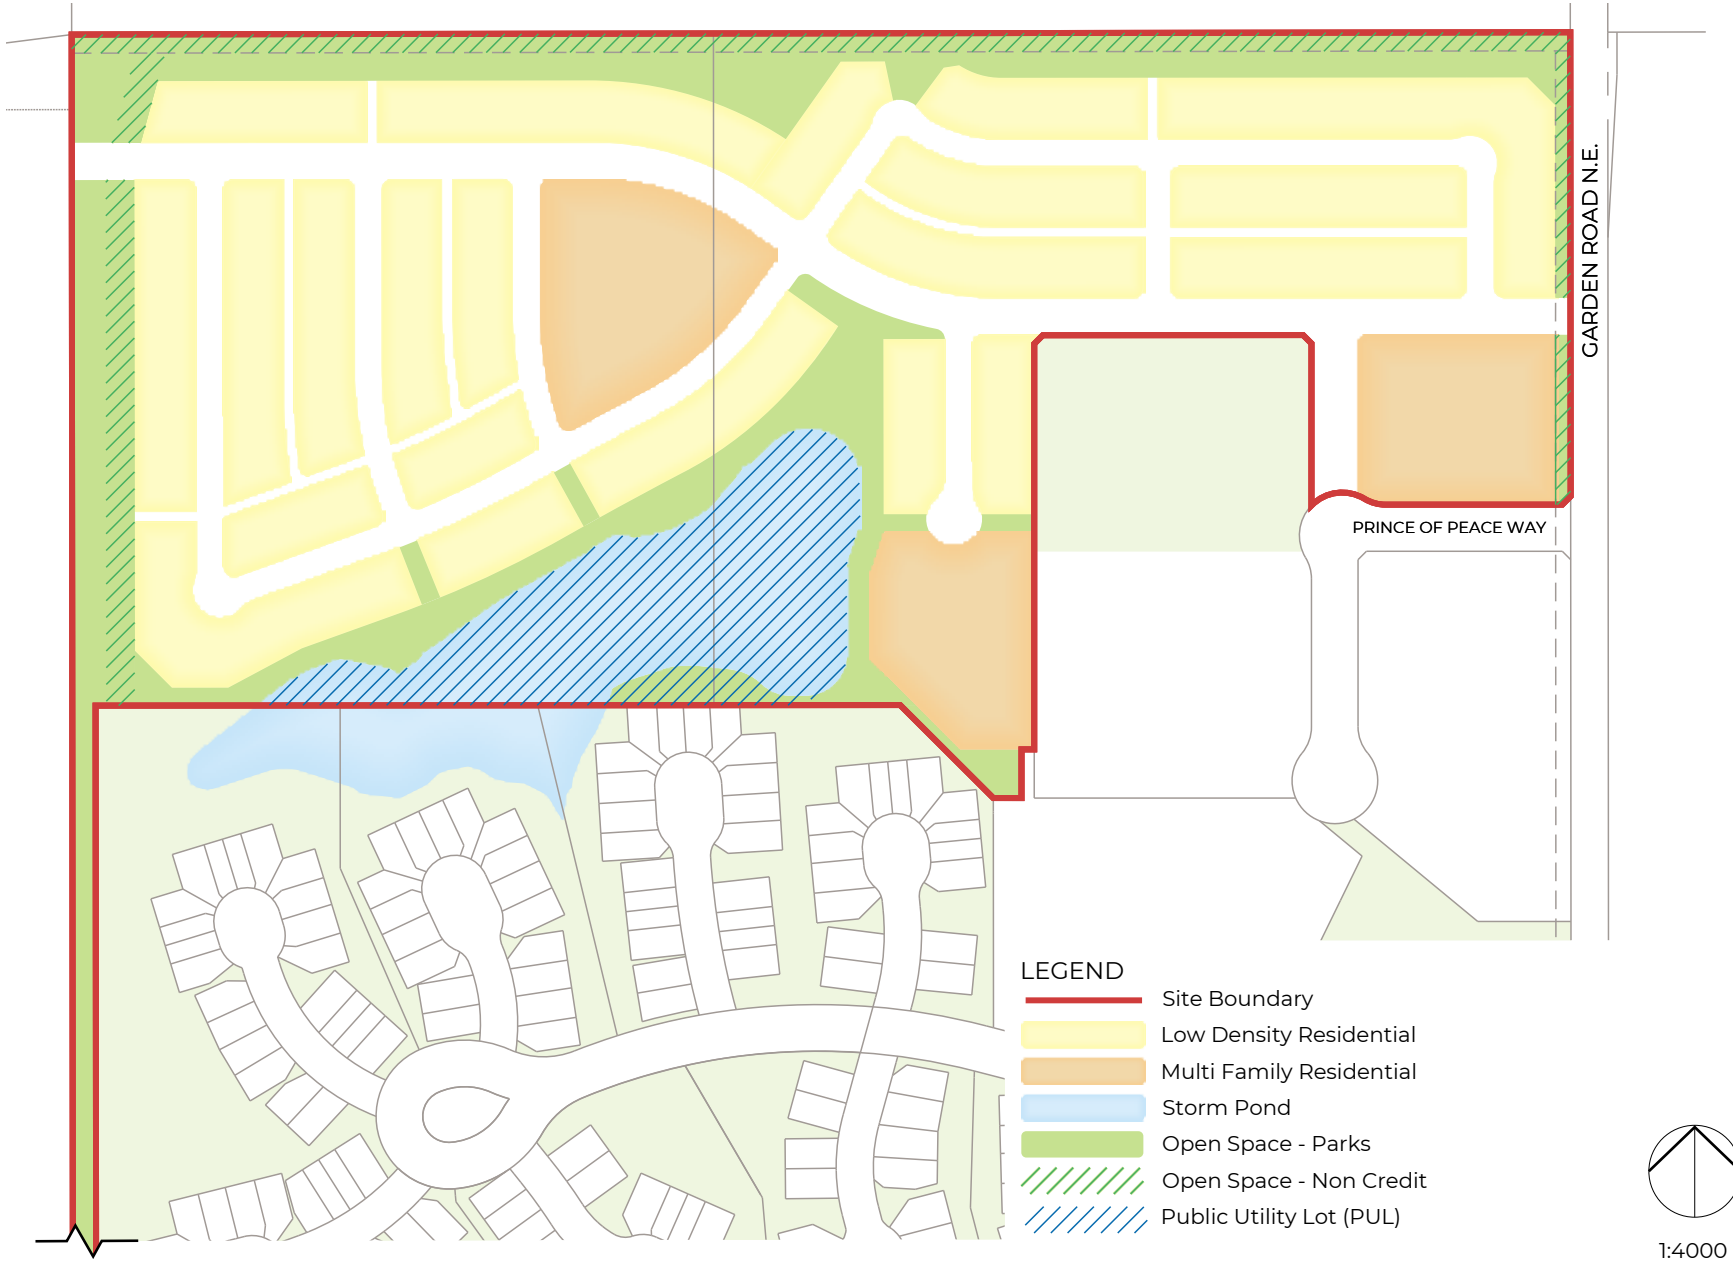 GARDEN ROAD N.E.
PRINCE OF PEACE WAY
LEGEND
Site Boundary
Low Density Residential
Multi Family Residential
Storm Pond
Open Space - Parks
Open Space - Non Credit
Public Utility Lot (PUL)
1:4000